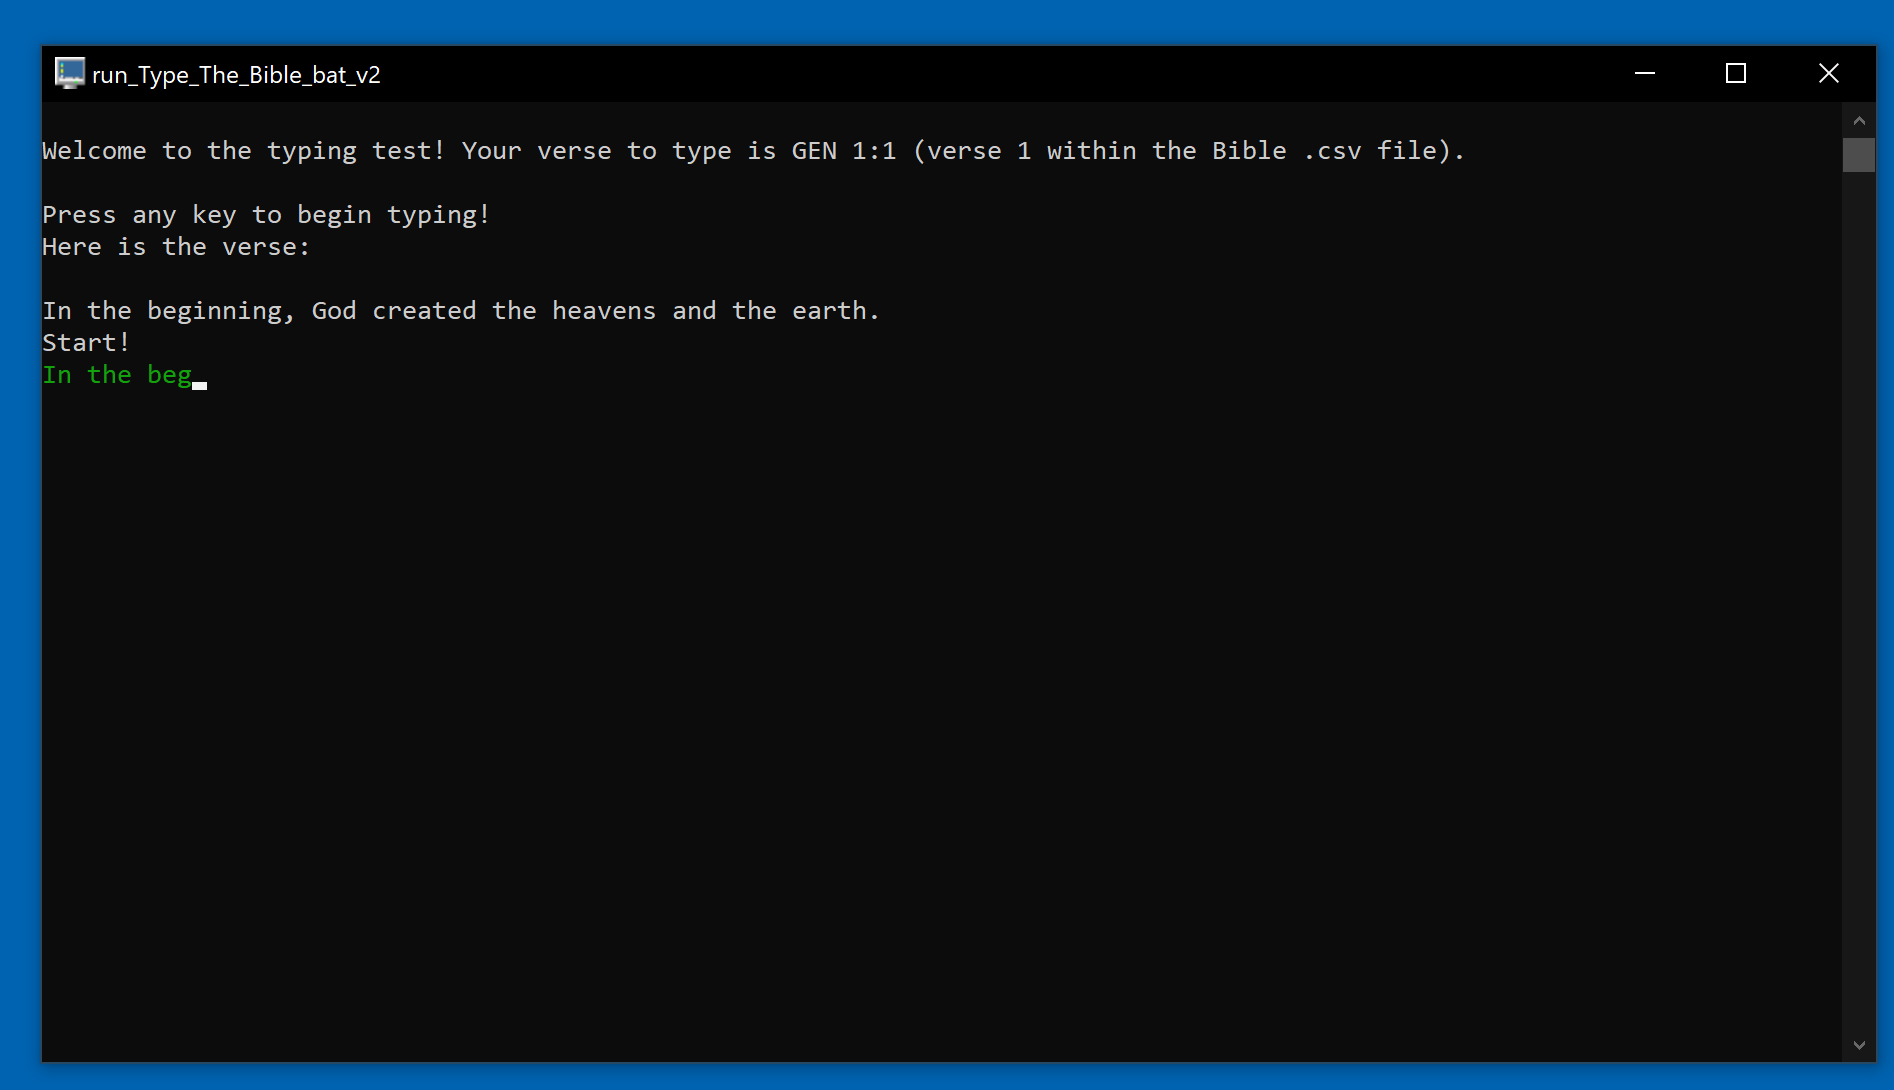 run_Type_The_Bible_bat_v2
Welcome to the typing test! Your verse to type is GEN 1:1 (verse 1 within the Bible .csv file).
Press any key to begin typing!
Here is the verse:
In the beginning, God created the heavens and the earth.
Start!
In the beg